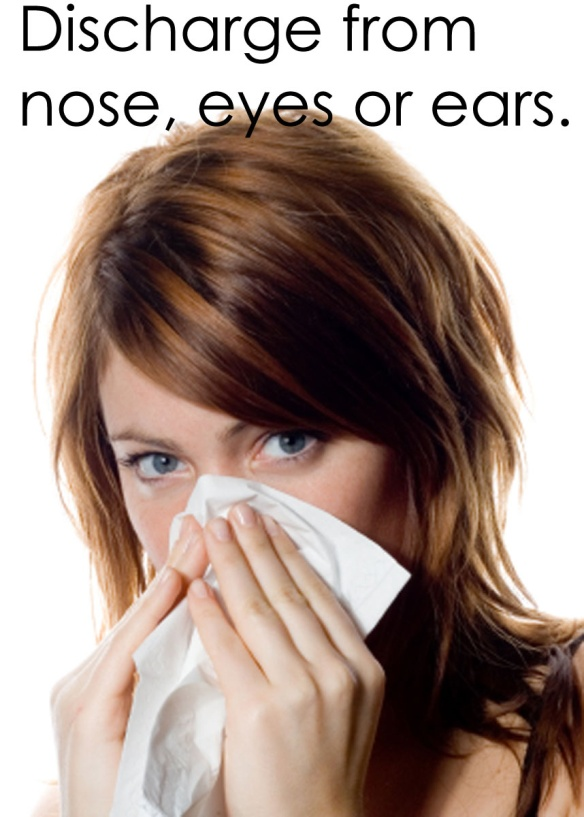 Discharge from
nose, eyes or ears.